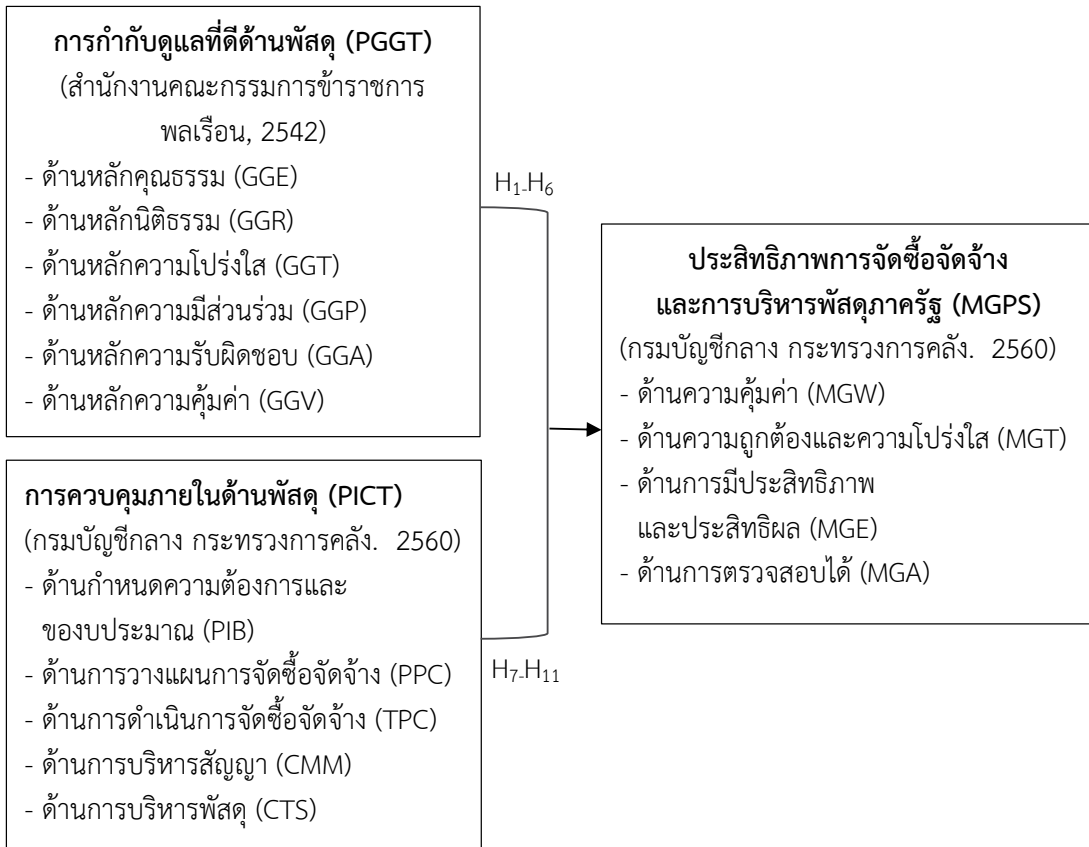 การกำกับดูแลที่ดีด้านพัสดุ (PGGT)
(สำนักงานคณะกรรมการข้าราชการ
พลเรือน, 2542)
- ด้านหลักคุณธรรม (GGE)
- ด้านหลักนิติธรรม (GGR)
- ด้านหลักความโปร่งใส (GGT)
- ด้านหลักความมีส่วนร่วม (GGP)
- ด้านหลักความรับผิดชอบ (GGA)
- ด้านหลักความคุ้มค่า (GGV)
H₁-H₆
การควบคุมภายในด้านพัสดุ (PICT)
(กรมบัญชีกลาง กระทรวงการคลัง. 2560)
- ด้านกำหนดความต้องการและ
ของบประมาณ (PIB)
- ด้านการวางแผนการจัดซื้อจัดจ้าง (PPC)
- ด้านการดำเนินการจัดซื้อจัดจ้าง (TPC)
- ด้านการบริหารสัญญา (CMM)
- ด้านการบริหารพัสดุ (CTS)
H₇-H₁₁
ประสิทธิภาพการจัดซื้อจัดจ้าง
และการบริหารพัสดุภาครัฐ (MGPS)
(กรมบัญชีกลาง กระทรวงการคลัง. 2560)
- ด้านความคุ้มค่า (MGW)
- ด้านความถูกต้องและความโปร่งใส (MGT)
- ด้านการมีประสิทธิภาพ
และประสิทธิผล (MGE)
- ด้านการตรวจสอบได้ (MGA)